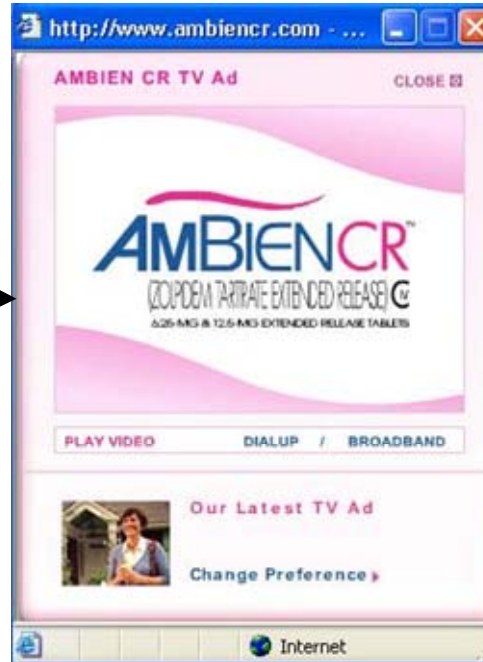 http://www.ambiencr.com - ...
AMBIEN CR TV Ad CLOSE
AMBIENCR™
(ZOLPIDEM TARTRATE EXTENDED RELEASE) CIV
6.25-MG & 12.5-MG EXTENDED-RELEASE TABLETS
PLAY VIDEO DIALUP / BROADBAND
Our Latest TV Ad
Change Preference
Internet